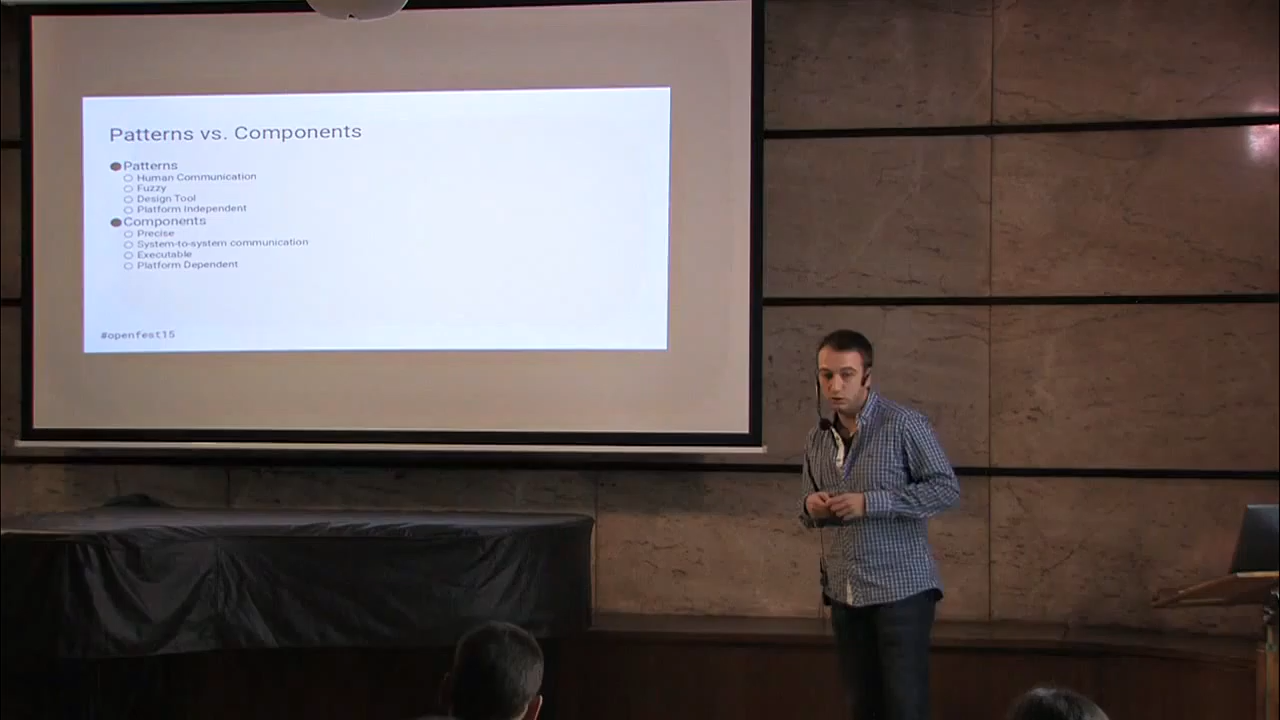 Patterns vs. Components
Patterns
Human Communication
Fuzzy
Design Tool
Platform Independent
Components
Precise
System-to-system communication
Executable
Platform Dependent
#openfest15